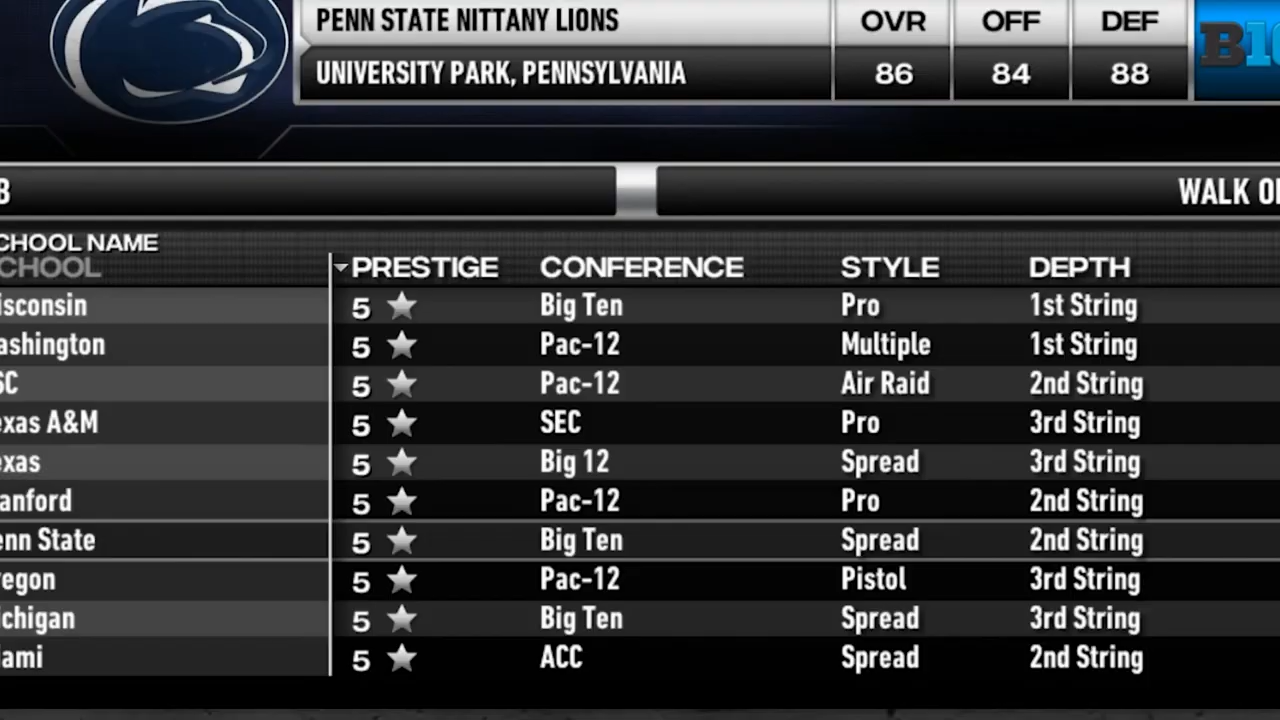 PENN STATE NITTANY LIONS OVR OFF DEF
UNIVERSITY PARK, PENNSYLVANIA 86 84 88
B1
B WALK O
CHOOL NAME
CHOOL PRESTIGE CONFERENCE STYLE DEPTH
isconsin 5 Big Ten Pro 1st String
ashington 5 Pac-12 Multiple 1st String
SC 5 Pac-12 Air Raid 2nd String
exas A&M 5 SEC Pro 3rd String
exas 5 Big 12 Spread 3rd String
anford 5 Pac-12 Pro 2nd String
enn State 5 Big Ten Spread 2nd String
regon 5 Pac-12 Pistol 3rd String
ichigan 5 Big Ten Spread 3rd String
iami 5 ACC Spread 2nd String